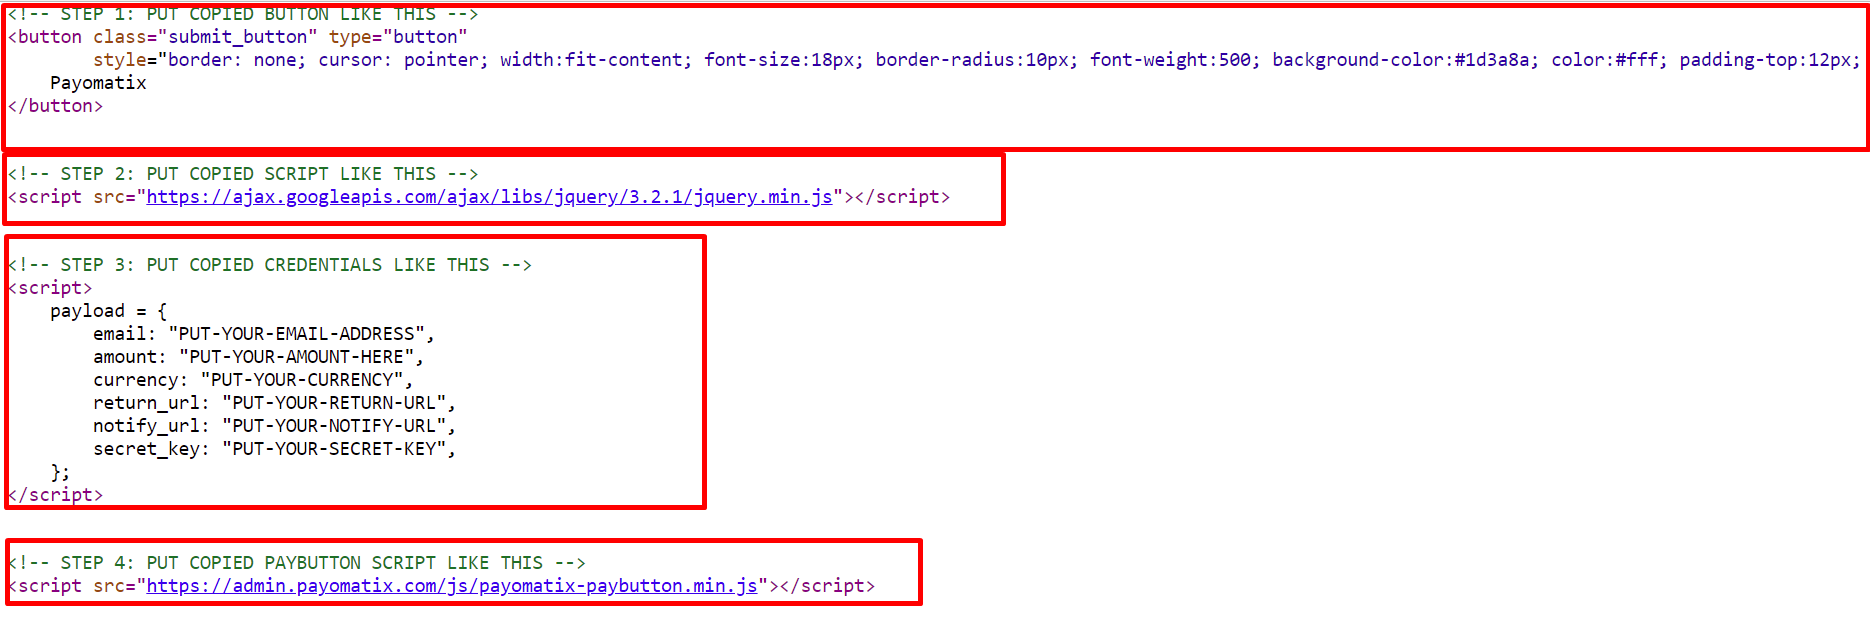 <!-- STEP 1: PUT COPIED BUTTON LIKE THIS -->
<button class="submit_button" type="button"
style="border: none; cursor: pointer; width:fit-content; font-size:18px; border-radius:10px; font-weight:500; background-color:#1d3a8a; color:#fff; padding-top:12px;
Payomatix
</button>
<!-- STEP 2: PUT COPIED SCRIPT LIKE THIS -->
<script src="https://ajax.googleapis.com/ajax/libs/jquery/3.2.1/jquery.min.js"></script>
<!-- STEP 3: PUT COPIED CREDENTIALS LIKE THIS -->
<script>
payload = {
email: "PUT-YOUR-EMAIL-ADDRESS",
amount: "PUT-YOUR-AMOUNT-HERE",
currency: "PUT-YOUR-CURRENCY",
return_url: "PUT-YOUR-RETURN-URL",
notify_url: "PUT-YOUR-NOTIFY-URL",
secret_key: "PUT-YOUR-SECRET-KEY",
};
</script>
<!-- STEP 4: PUT COPIED PAYBUTTON SCRIPT LIKE THIS -->
<script src="https://admin.payomatix.com/js/payomatix-paybutton.min.js"></script>